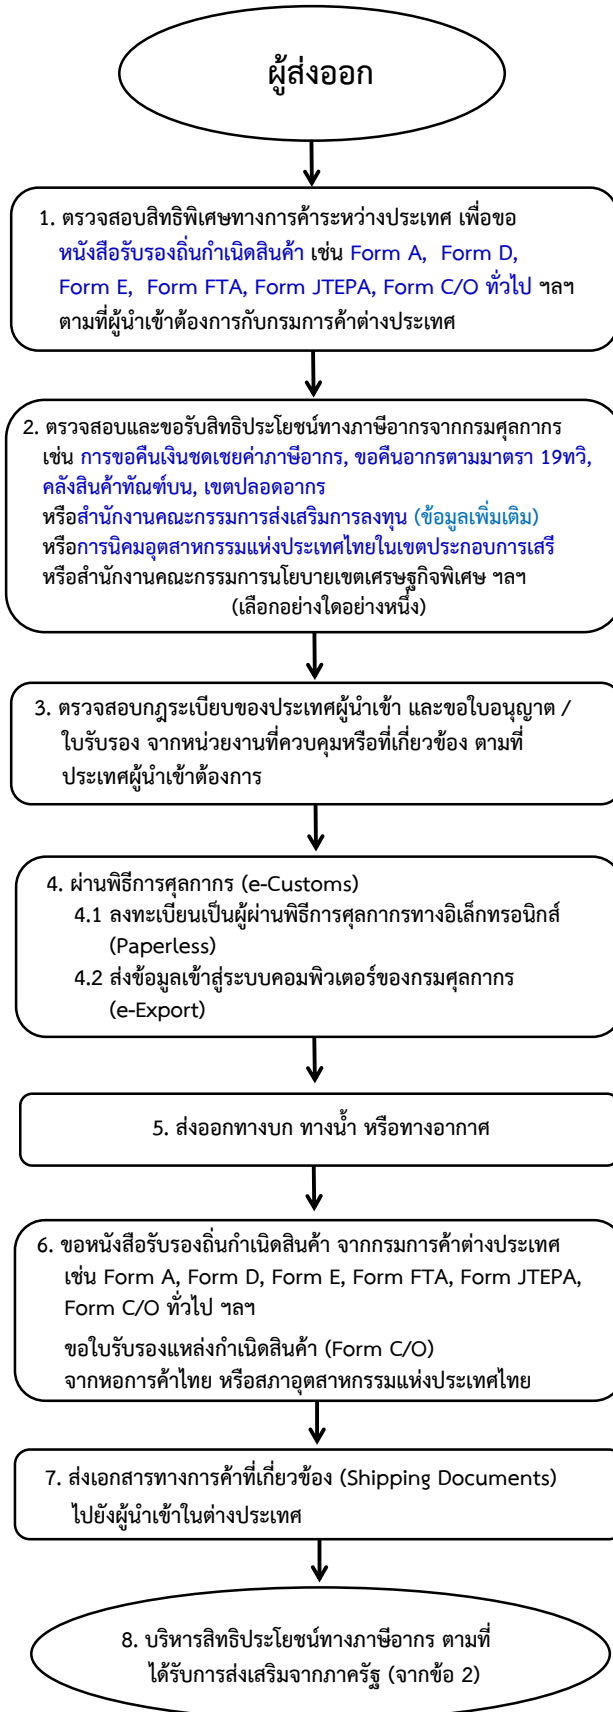 ผู้ส่งออก
1. ตรวจสอบสิทธิพิเศษทางการค้าระหว่างประเทศ เพื่อขอ
หนังสือรับรองถิ่นกำเนิดสินค้า เช่น Form A, Form D,
Form E, Form FTA, Form JTEPA, Form C/O ทั่วไป ฯลฯ
ตามที่ผู้นำเข้าต้องการกับกรมการค้าต่างประเทศ
2. ตรวจสอบและขอรับสิทธิประโยชน์ทางภาษีอากรจากกรมศุลกากร
เช่น การขอคืนเงินชดเชยค่าภาษีอากร, ขอคืนอากรตามมาตรา 19ทวิ,
คลังสินค้าทัณฑ์บน, เขตปลอดอากร
หรือสำนักงานคณะกรรมการส่งเสริมการลงทุน (ข้อมูลเพิ่มเติม)
หรือการนิคมอุตสาหกรรมแห่งประเทศไทยในเขตประกอบการเสรี
หรือสำนักงานคณะกรรมการนโยบายเขตเศรษฐกิจพิเศษ ฯลฯ
(เลือกอย่างใดอย่างหนึ่ง)
3. ตรวจสอบกฎระเบียบของประเทศผู้นำเข้า และขอใบอนุญาต /
ใบรับรอง จากหน่วยงานที่ควบคุมหรือที่เกี่ยวข้อง ตามที่
ประเทศผู้นำเข้าต้องการ
4. ผ่านพิธีการศุลกากร (e-Customs)
4.1 ลงทะเบียนเป็นผู้ผ่านพิธีการศุลกากรทางอิเล็กทรอนิกส์
(Paperless)
4.2 ส่งข้อมูลเข้าสู่ระบบคอมพิวเตอร์ของกรมศุลกากร
(e-Export)
5. ส่งออกทางบก ทางน้ำ หรือทางอากาศ
6. ขอหนังสือรับรองถิ่นกำเนิดสินค้า จากกรมการค้าต่างประเทศ
เช่น Form A, Form D, Form E, Form FTA, Form JTEPA,
Form C/O ทั่วไป ฯลฯ
ขอใบรับรองแหล่งกำเนิดสินค้า (Form C/O)
จากหอการค้าไทย หรือสภาอุตสาหกรรมแห่งประเทศไทย
7. ส่งเอกสารทางการค้าที่เกี่ยวข้อง (Shipping Documents)
ไปยังผู้นำเข้าในต่างประเทศ
8. บริหารสิทธิประโยชน์ทางภาษีอากร ตามที่
ได้รับการส่งเสริมจากภาครัฐ (จากข้อ 2)